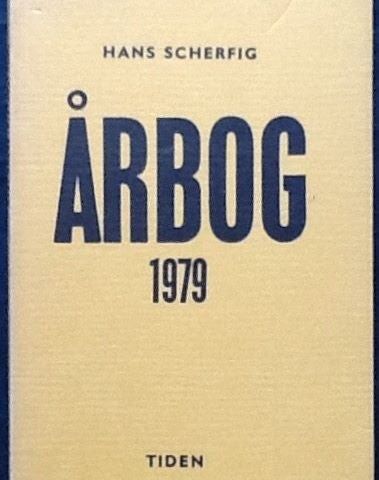 HANS SCHERFIG
ÅRBOG
1979
TIDEN